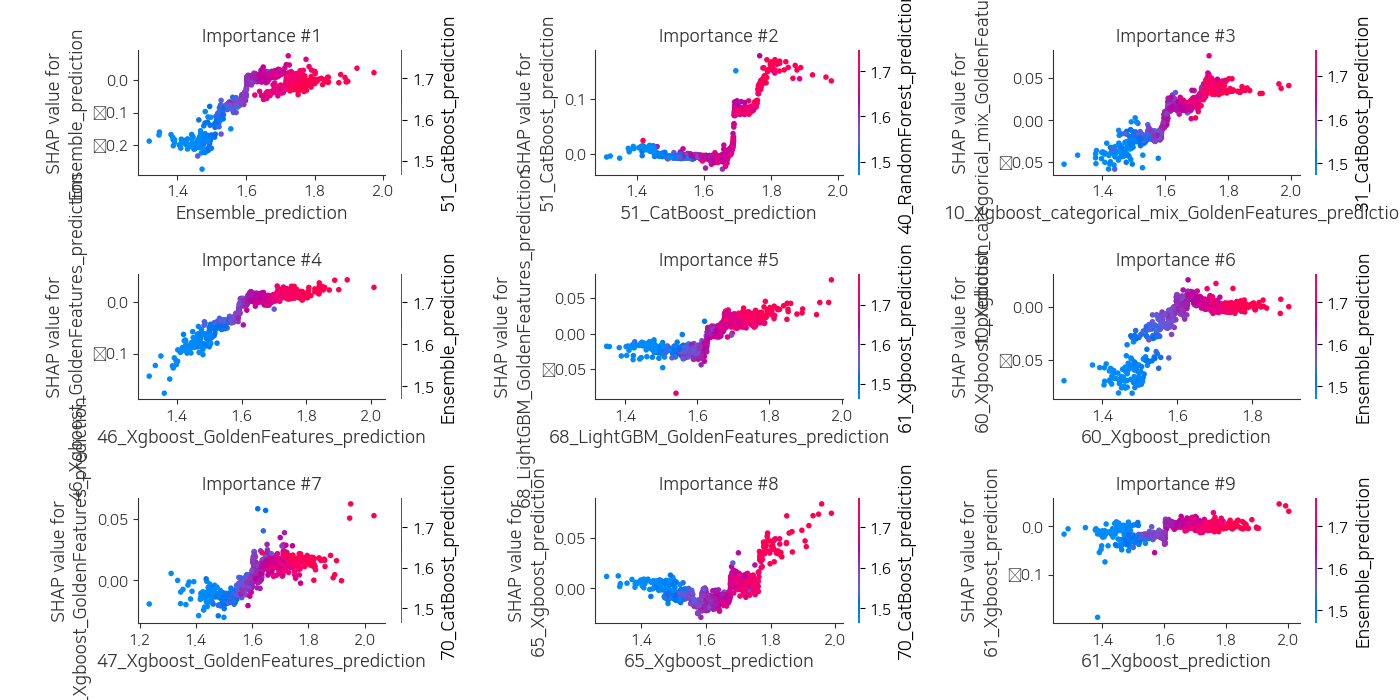 Importance #1
SHAP value for
Ensemble_prediction
0.0
0.1
0.2
1.4
1.6
1.8
2.0
Ensemble_prediction
1.7
1.6
1.5
51_CatBoost_prediction
Importance #2
SHAP value for
51_CatBoost_prediction
0.1
0.0
1.4
1.6
1.8
2.0
51_CatBoost_prediction
1.7
1.6
1.5
40_RandomForest_prediction
Importance #3
SHAP value for
0.05
0.00
0.05
1.4
1.6
1.8
2.0
10_Xgboost_categorical_mix_GoldenFeatures_predictio
1.7
1.6
1.5
51_CatBoost_prediction
Importance #4
SHAP value for
46_Xgboost_GoldenFeatures_prediction
0.0
0.1
1.4
1.6
1.8
2.0
46_Xgboost_GoldenFeatures_prediction
1.7
1.6
1.5
Ensemble_prediction
Importance #5
SHAP value for
68_LightGBM_GoldenFeatures_prediction
0.05
0.00
0.05
1.4
1.6
1.8
2.0
68_LightGBM_GoldenFeatures_prediction
1.7
1.6
1.5
61_Xgboost_prediction
Importance #6
SHAP value for
60_Xgboost_prediction
0.00
0.05
1.4
1.6
1.8
60_Xgboost_prediction
1.7
1.6
1.5
Ensemble_prediction
Importance #7
SHAP value for
_Xgboost_GoldenFeatures_prediction
0.05
0.00
1.2
1.4
1.6
1.8
2.0
47_Xgboost_GoldenFeatures_prediction
1.7
1.6
1.5
70_CatBoost_prediction
Importance #8
SHAP value for
65_Xgboost_prediction
0.05
0.00
1.4
1.6
1.8
2.0
65_Xgboost_prediction
1.7
1.6
1.5
70_CatBoost_prediction
Importance #9
SHAP value for
61_Xgboost_prediction
0.0
0.1
1.4
1.6
1.8
2.0
61_Xgboost_prediction
1.7
1.6
1.5
Ensemble_prediction